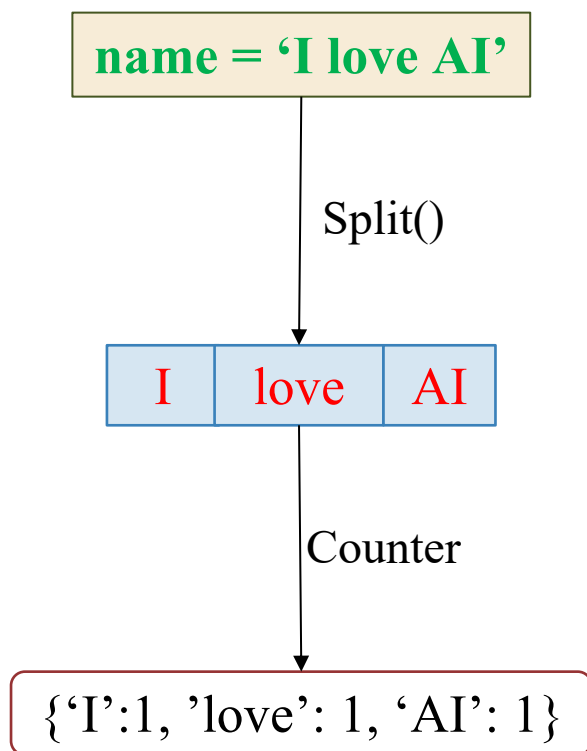 name = ‘I love AI’
Split()
I love AI
Counter
{‘I’:1, ’love’: 1, ‘AI’: 1}